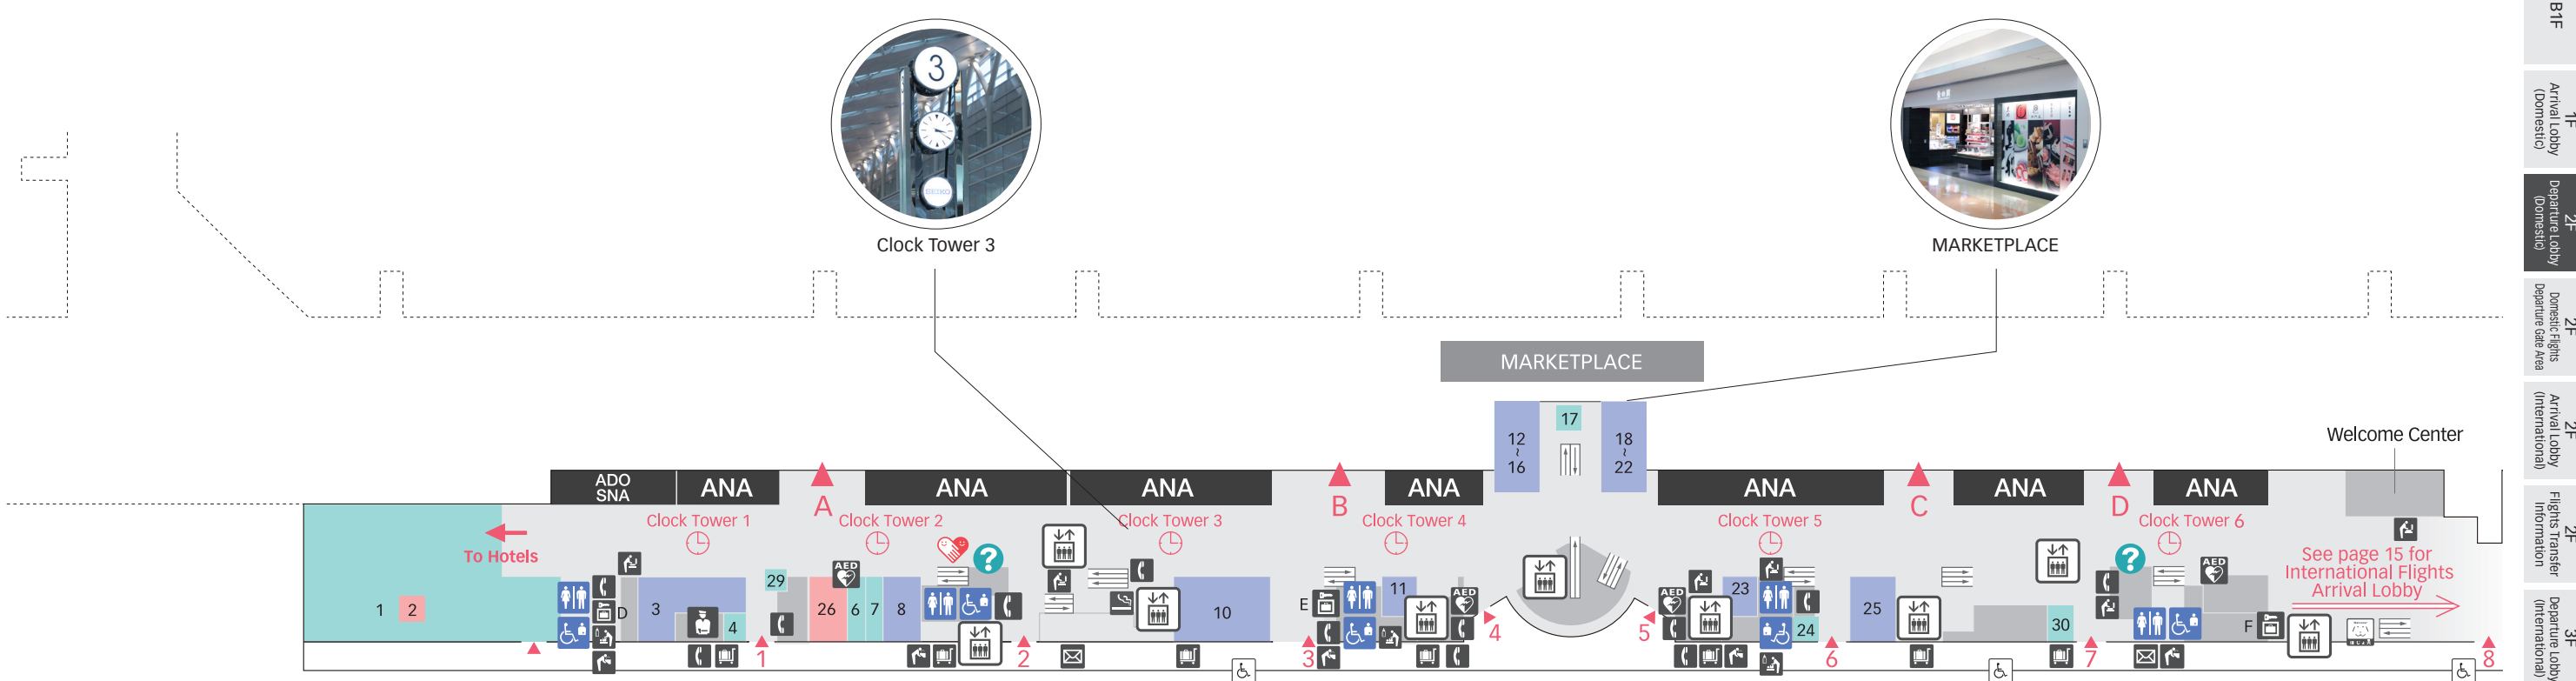 3
SEIKO
Clock Tower 3
MARKETPLACE
MARKETPLACE
12
~
16
17
18
~
22
Welcome Center
ADO
SNA
ANA
ANA
ANA
ANA
ANA
ANA
ANA
A
B
C
D
Clock Tower 1
Clock Tower 2
Clock Tower 3
Clock Tower 4
Clock Tower 5
Clock Tower 6
To Hotels
See page 15 for
International Flights
Arrival Lobby
1
2
D
3
4
29
26
AED
6
7
8
?
10
E
11
AED
AED
23
24
25
30
?
AED
F
1
2
3
4
5
6
7
8
B1F
1F
Arrival Lobby
(Domestic)
2F
Departure Lobby
(Domestic)
2F
Domestic Flights
Departure Gate Area
2F
Arrival Lobby
(International)
2F
Flights Transfer
Information
3F
Departure Lobby
(International)